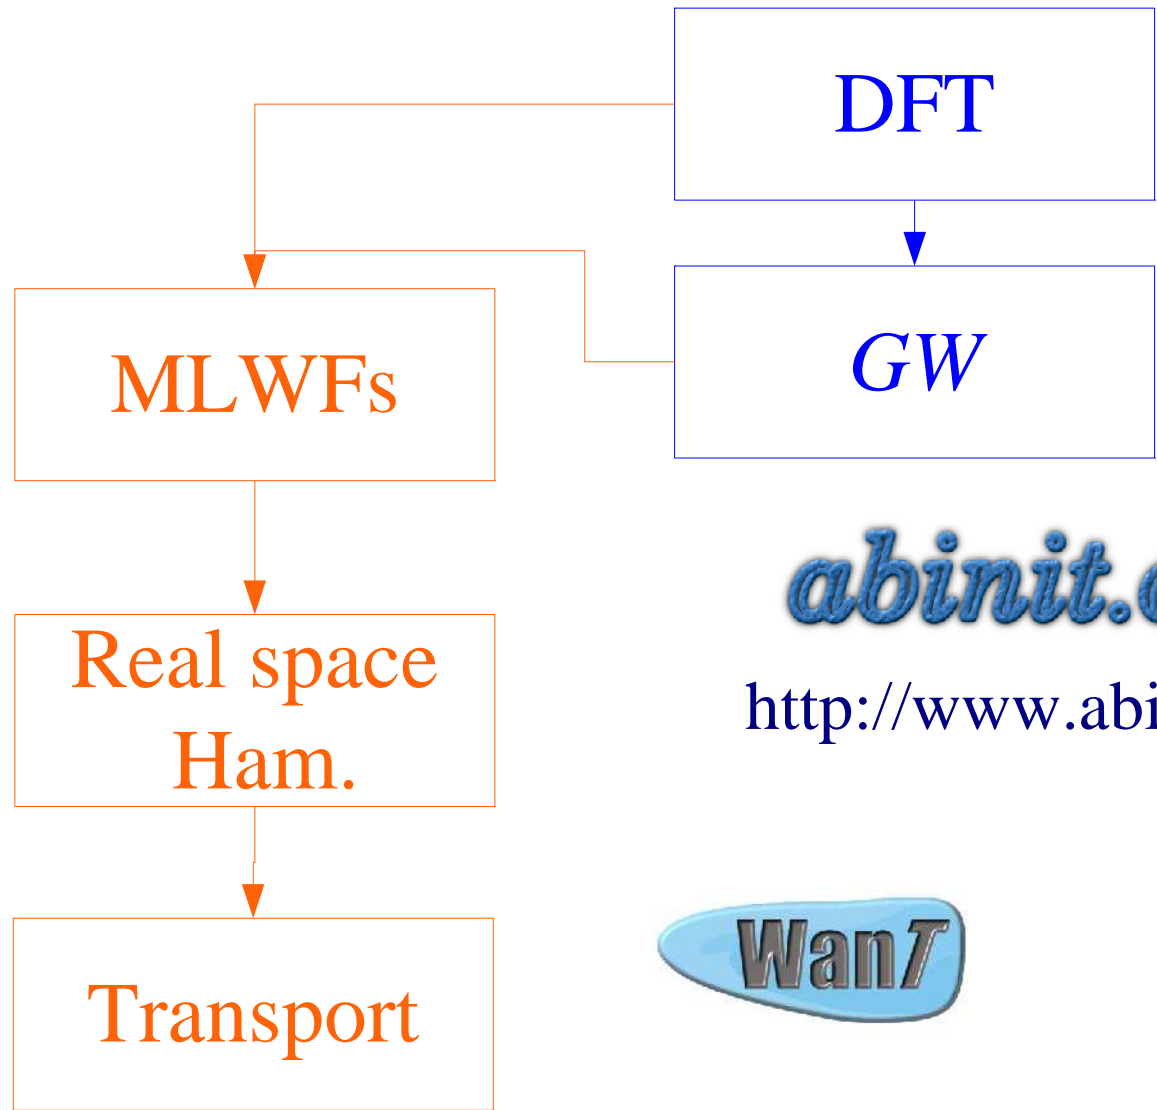 DFT
GW
MLWFs
abinit.
Real space
Ham.
http://www.abi
WanT
Transport